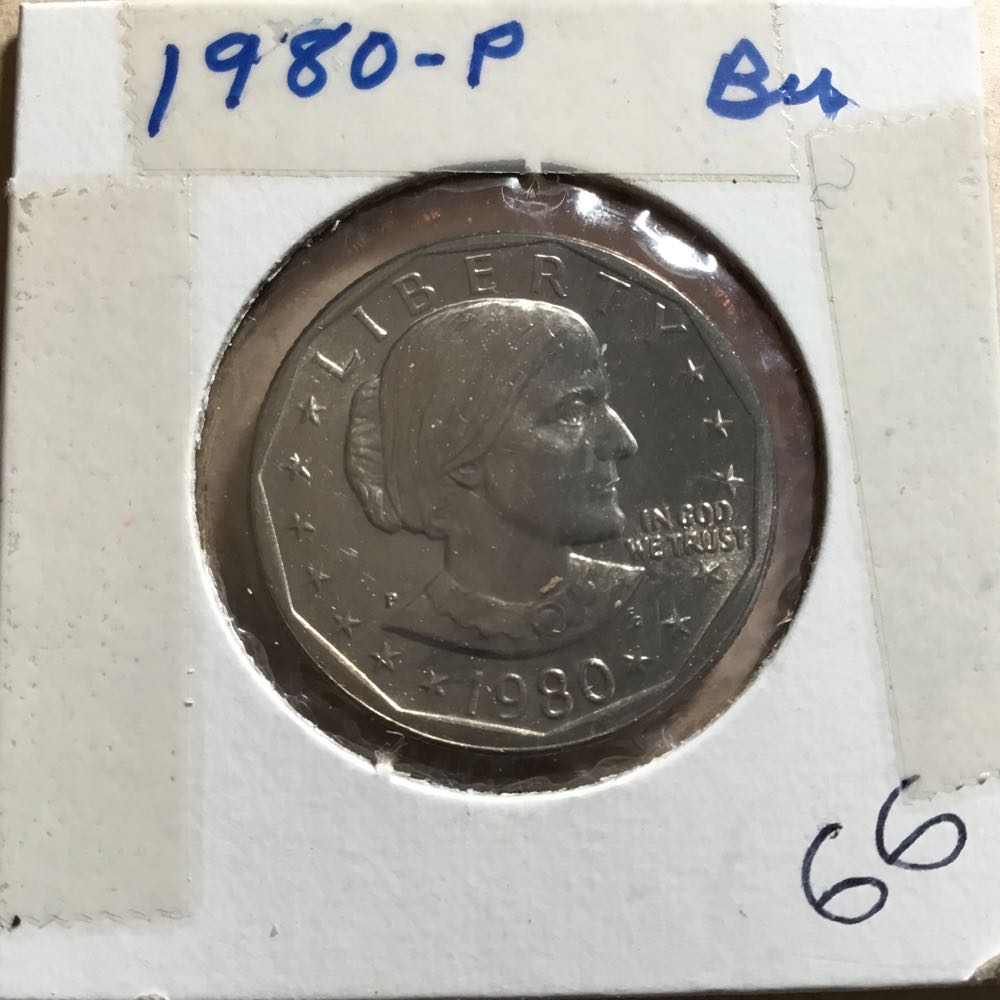 1980-P Bu
LIBERTY
IN GOD
WE TRUST
P
1980
66